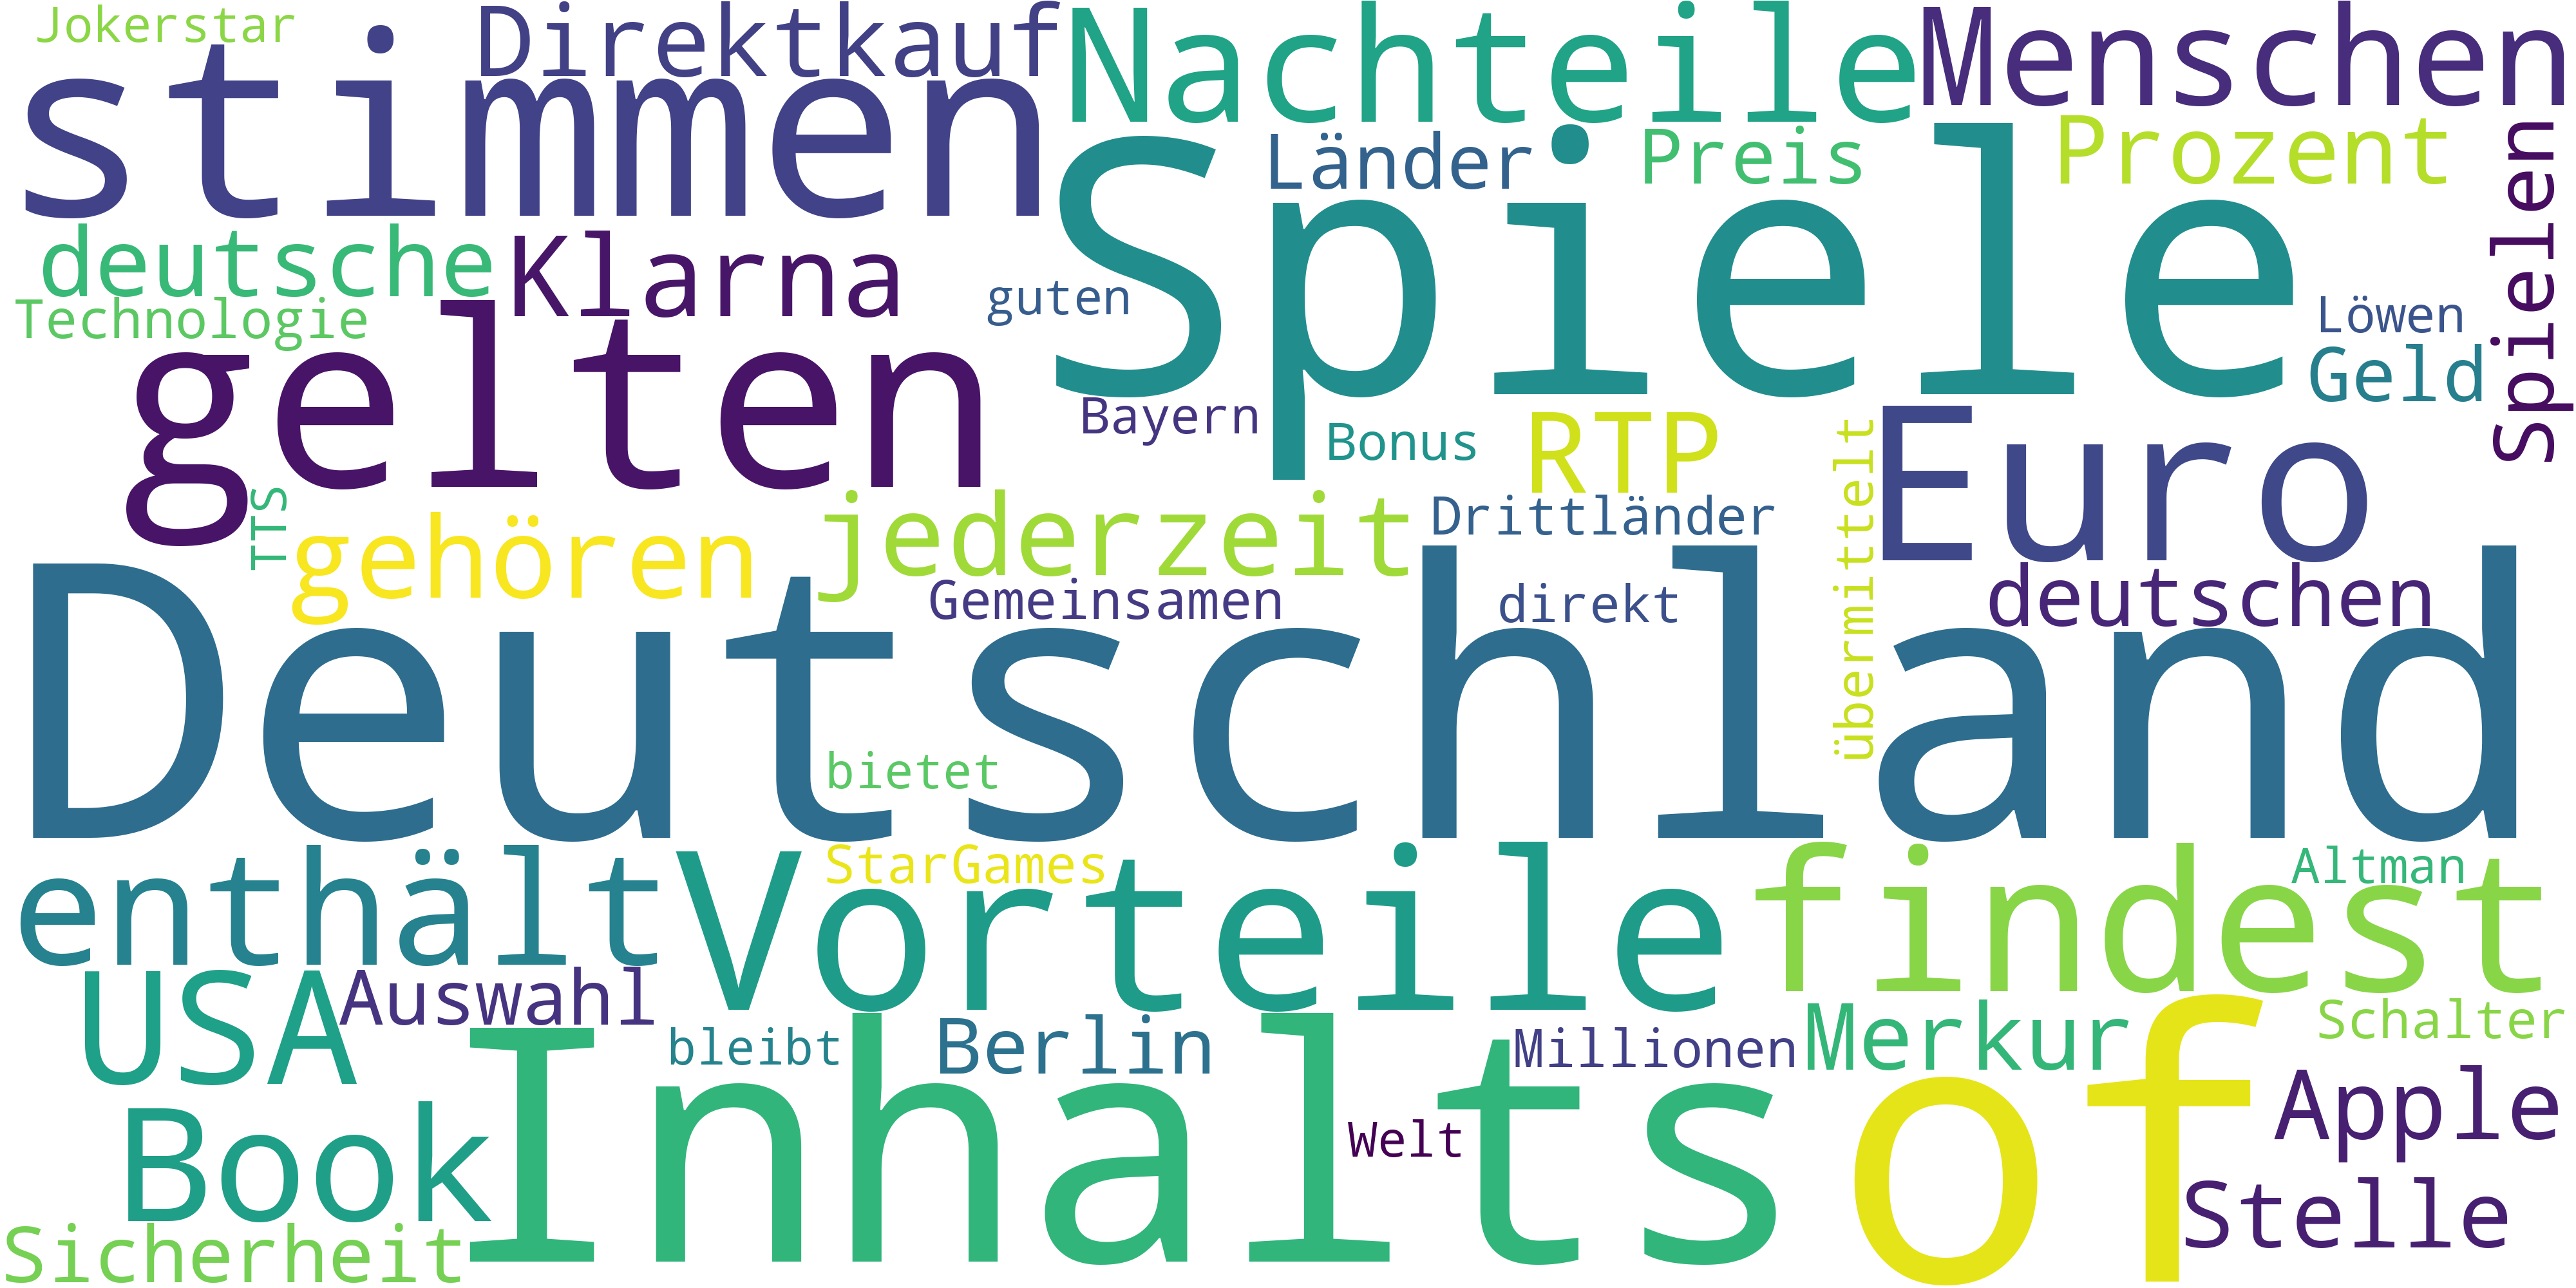 Jokerstar
Direktkauf
Nachteile
Menschen
stimmen
Länder
Preis
Prozent
Spielen
Spiele
deutsche
Klarna
guten
Löwen
Technologie
gelten
Geld
Bayern
Bonus
RTP
Euro
übermittelt
TTS
gehören
jederzeit
Drittländer
Gemeinsamen
direkt
deutschen
Deutschland
bietet
enthält
Vorteile
StarGames
findest
Altman
USA
Auswahl
bleibt
Berlin
Millionen
Merkur
Schalter
Book
Inhalts
Welt
of
Apple
Stelle
Sicherheit